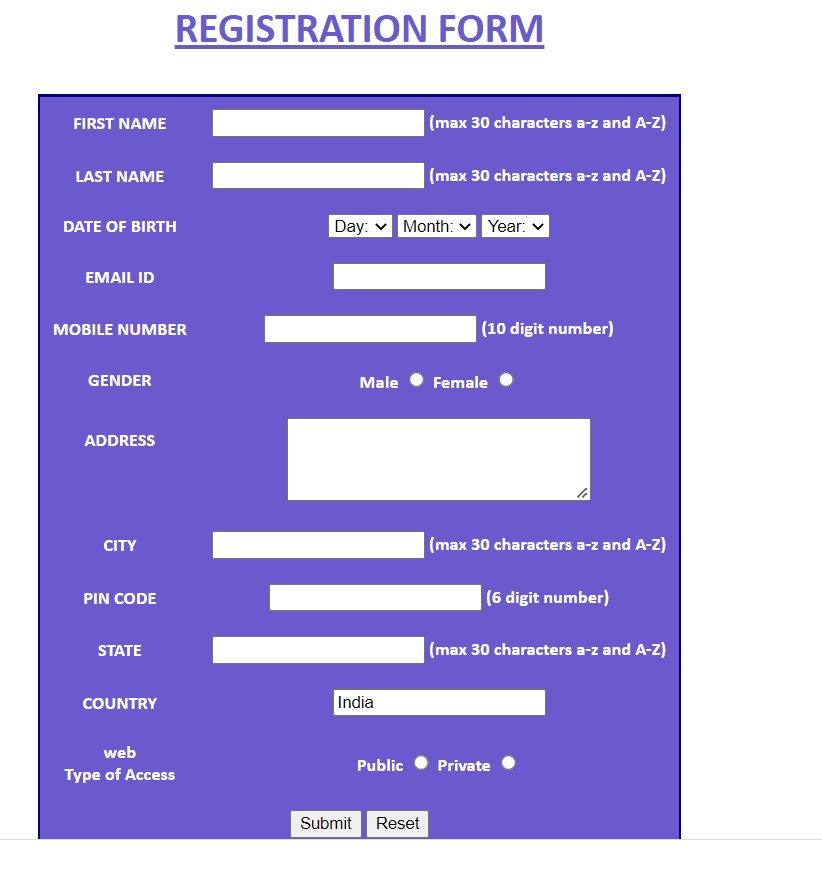 REGISTRATION FORM
FIRST NAME (max 30 characters a-z and A-Z)
LAST NAME (max 30 characters a-z and A-Z)
DATE OF BIRTH Day: Month: Year:
EMAIL ID
MOBILE NUMBER (10 digit number)
GENDER Male Female
ADDRESS
CITY (max 30 characters a-z and A-Z)
PIN CODE (6 digit number)
STATE (max 30 characters a-z and A-Z)
COUNTRY India
web
Type of Access Public Private
Submit Reset